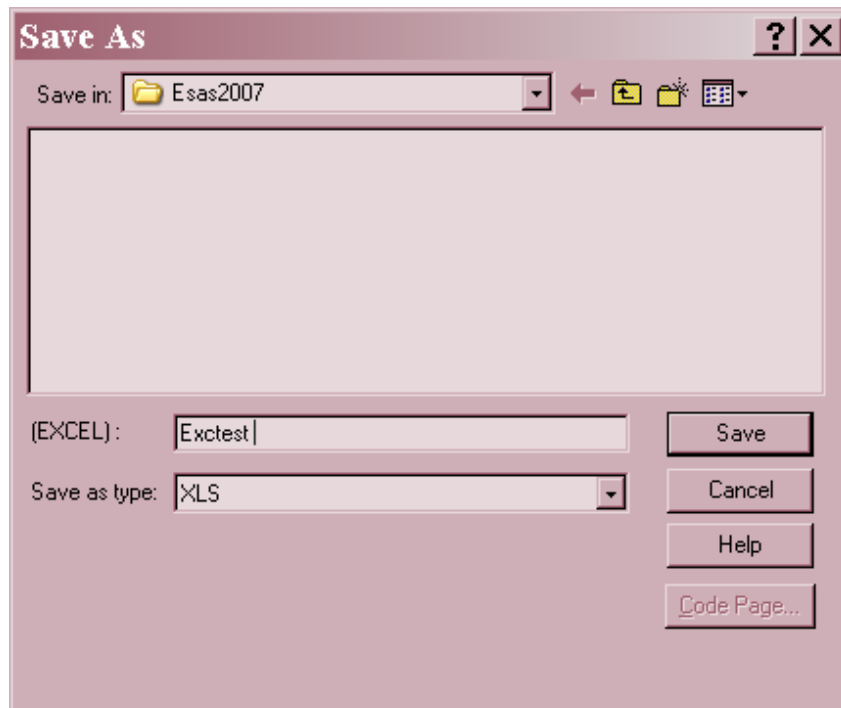 Save As
Save in: Esas2007
(EXCEL) : Exctest Save
Save as type: XLS Cancel
Help
Code Page...